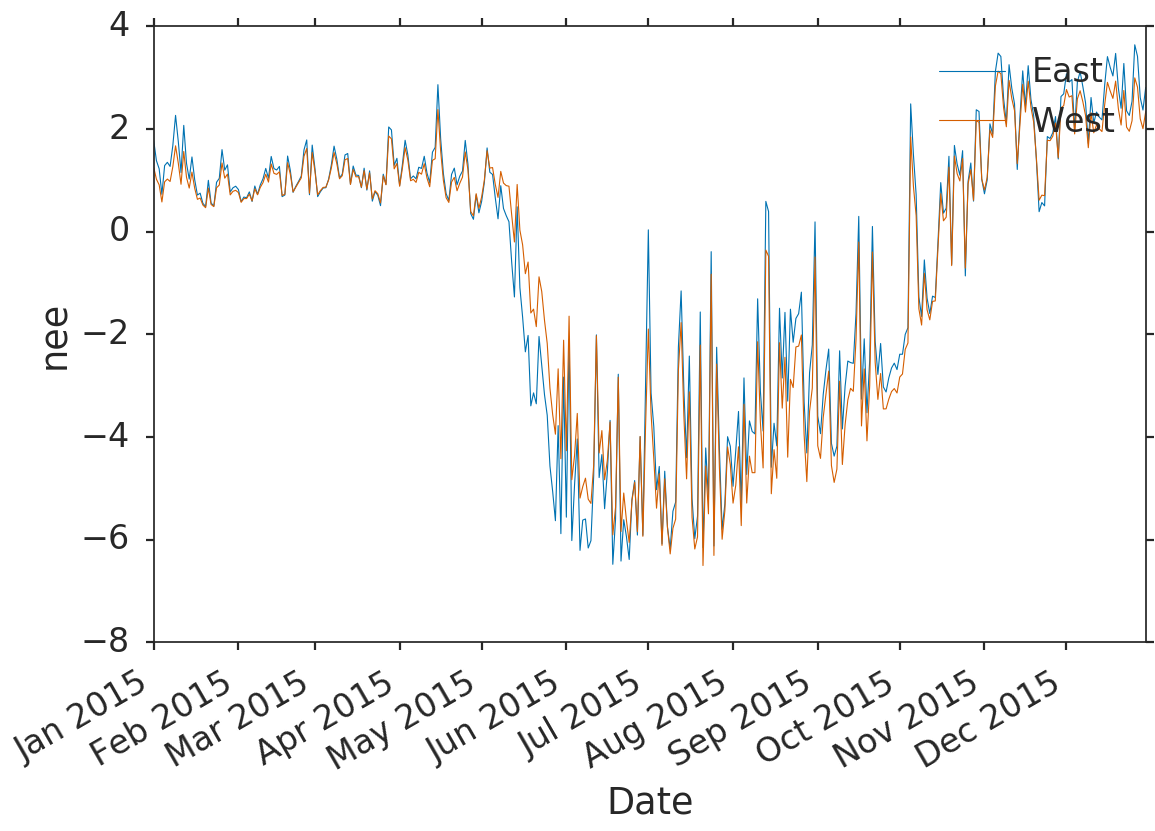 4
2
0
−2
−4
−6
−8
nee
East
West
Jan 2015
Feb 2015
Mar 2015
Apr 2015
May 2015
Jun 2015
Jul 2015
Aug 2015
Sep 2015
Oct 2015
Nov 2015
Dec 2015
Date